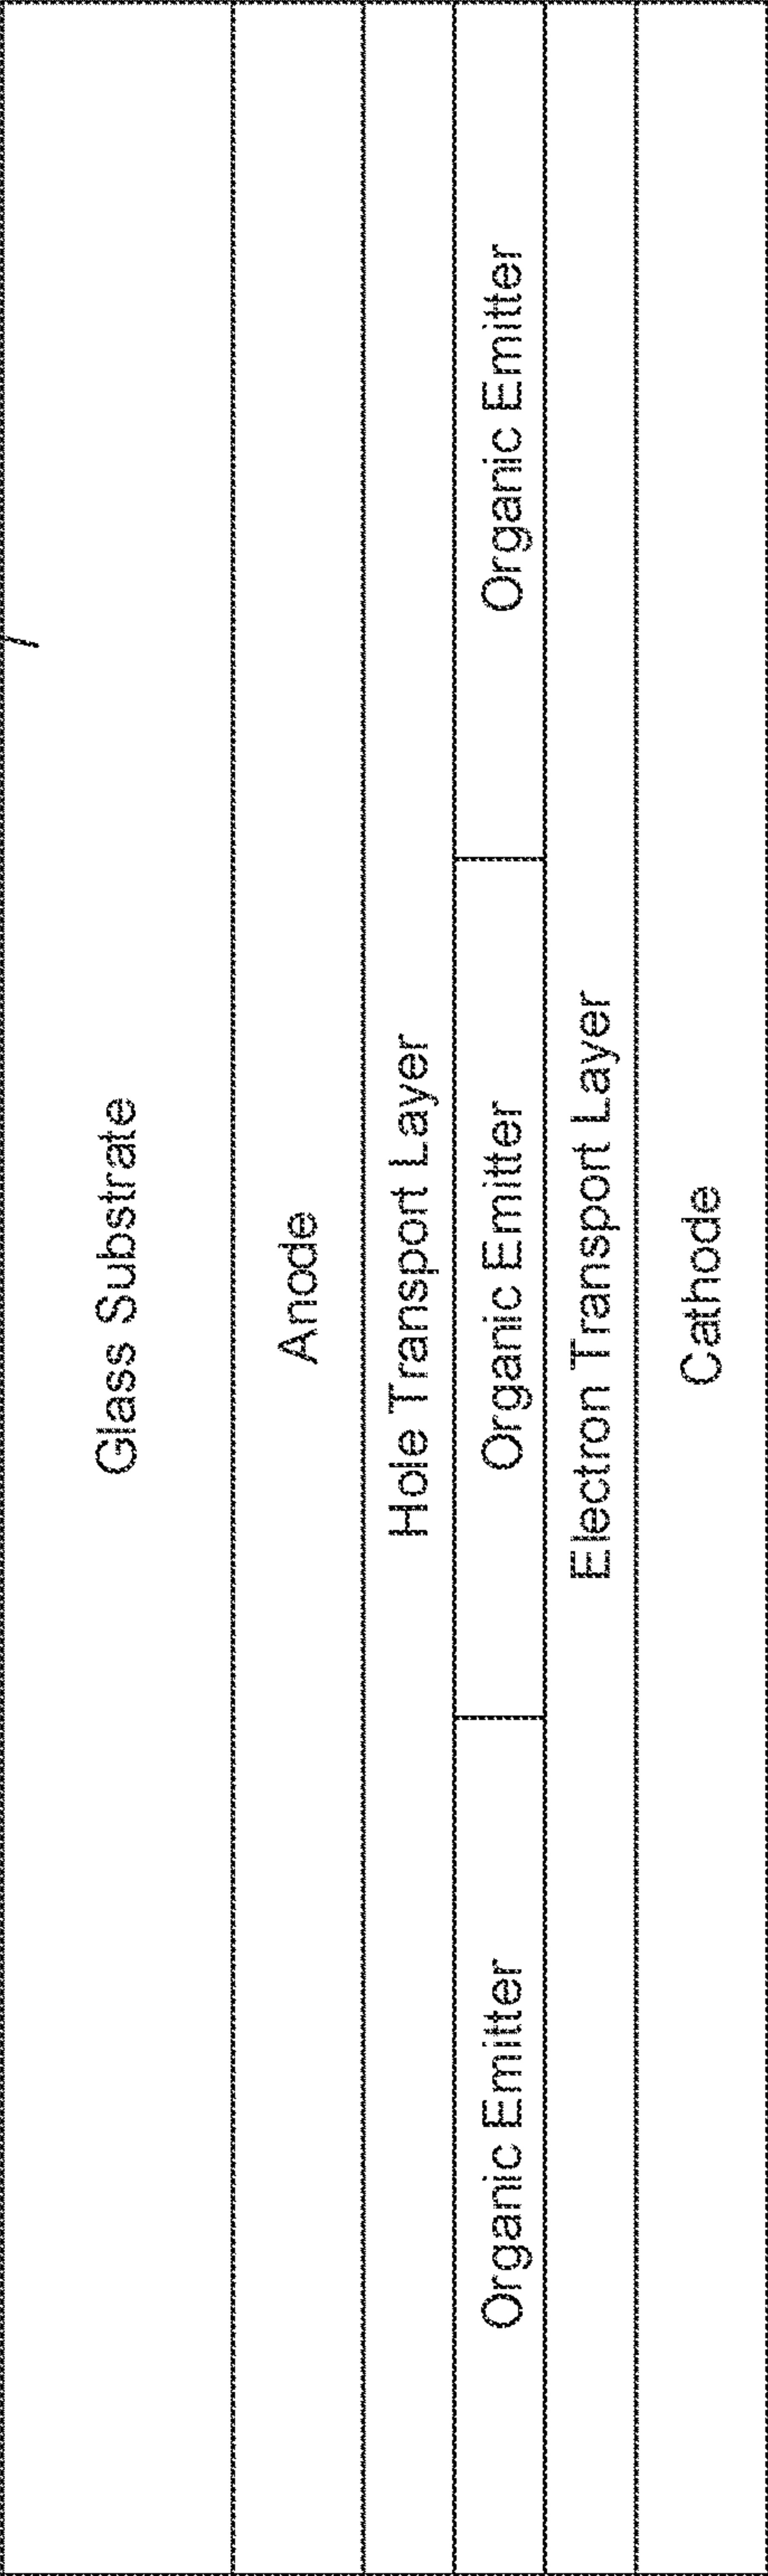 Glass Substrate
Anode
Hole Transport Layer
Organic Emitter
Organic Emitter
Organic Emitter
Electron Transport Layer
Cathode